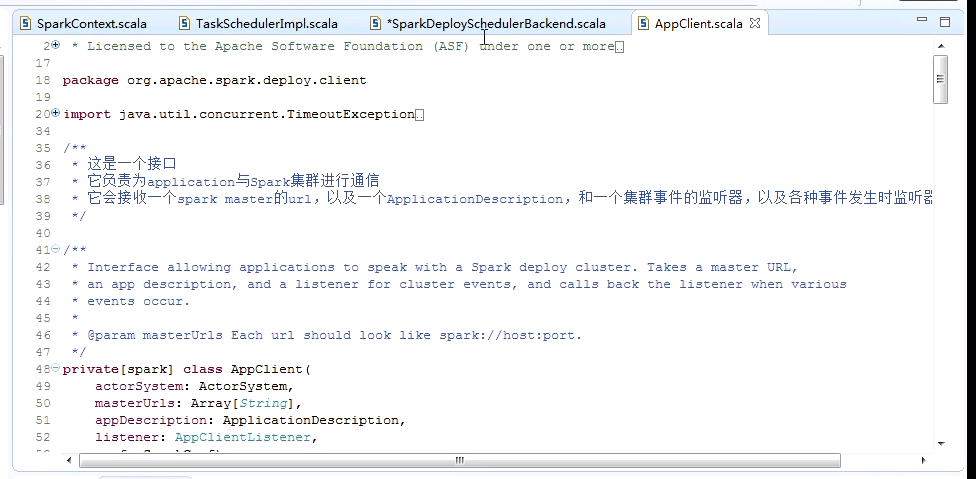 SparkContext.scala TaskSchedulerImpl.scala *SparkDeploySchedulerBackend.scala AppClient.scala
2 * Licensed to the Apache Software Foundation (ASF) under one or more
17
18 package org.apache.spark.deploy.client
19
20 import java.util.concurrent.TimeoutException
34
35 /**
36 * 这是一个接口
37 * 它负责为application与Spark集群进行通信
38 * 它会接收一个spark master的url，以及一个ApplicationDescription，和一个集群事件的监听器，以及各种事件发生时监听器
39 */
40
41 /**
42 * Interface allowing applications to speak with a Spark deploy cluster. Takes a master URL,
43 * an app description, and a listener for cluster events, and calls back the listener when various
44 * events occur.
45 *
46 * @param masterUrls Each url should look like spark://host:port.
47 */
48 private[spark] class AppClient(
49 actorSystem: ActorSystem,
50 masterUrls: Array[String],
51 appDescription: ApplicationDescription,
52 listener: AppClientListener,